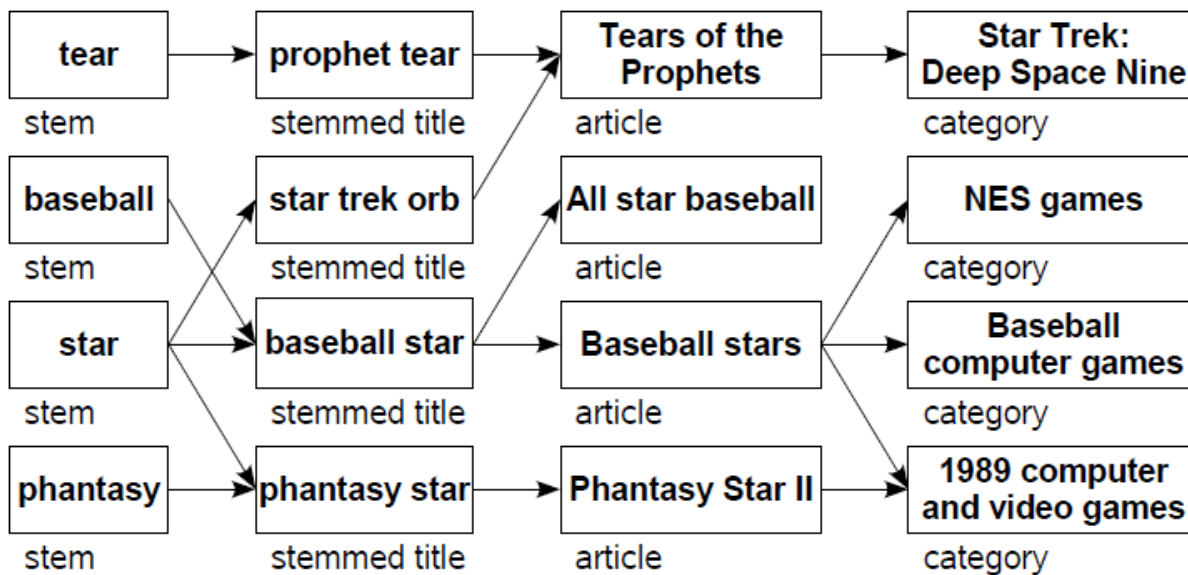 tear
prophet tear
Tears of the
Prophets
Star Trek:
Deep Space Nine
stem
stemmed title
article
category
baseball
star trek orb
All star baseball
NES games
stem
stemmed title
article
category
star
baseball star
Baseball stars
Baseball
computer games
stem
stemmed title
article
category
phantasy
phantasy star
Phantasy Star II
1989 computer
and video games
stem
stemmed title
article
category